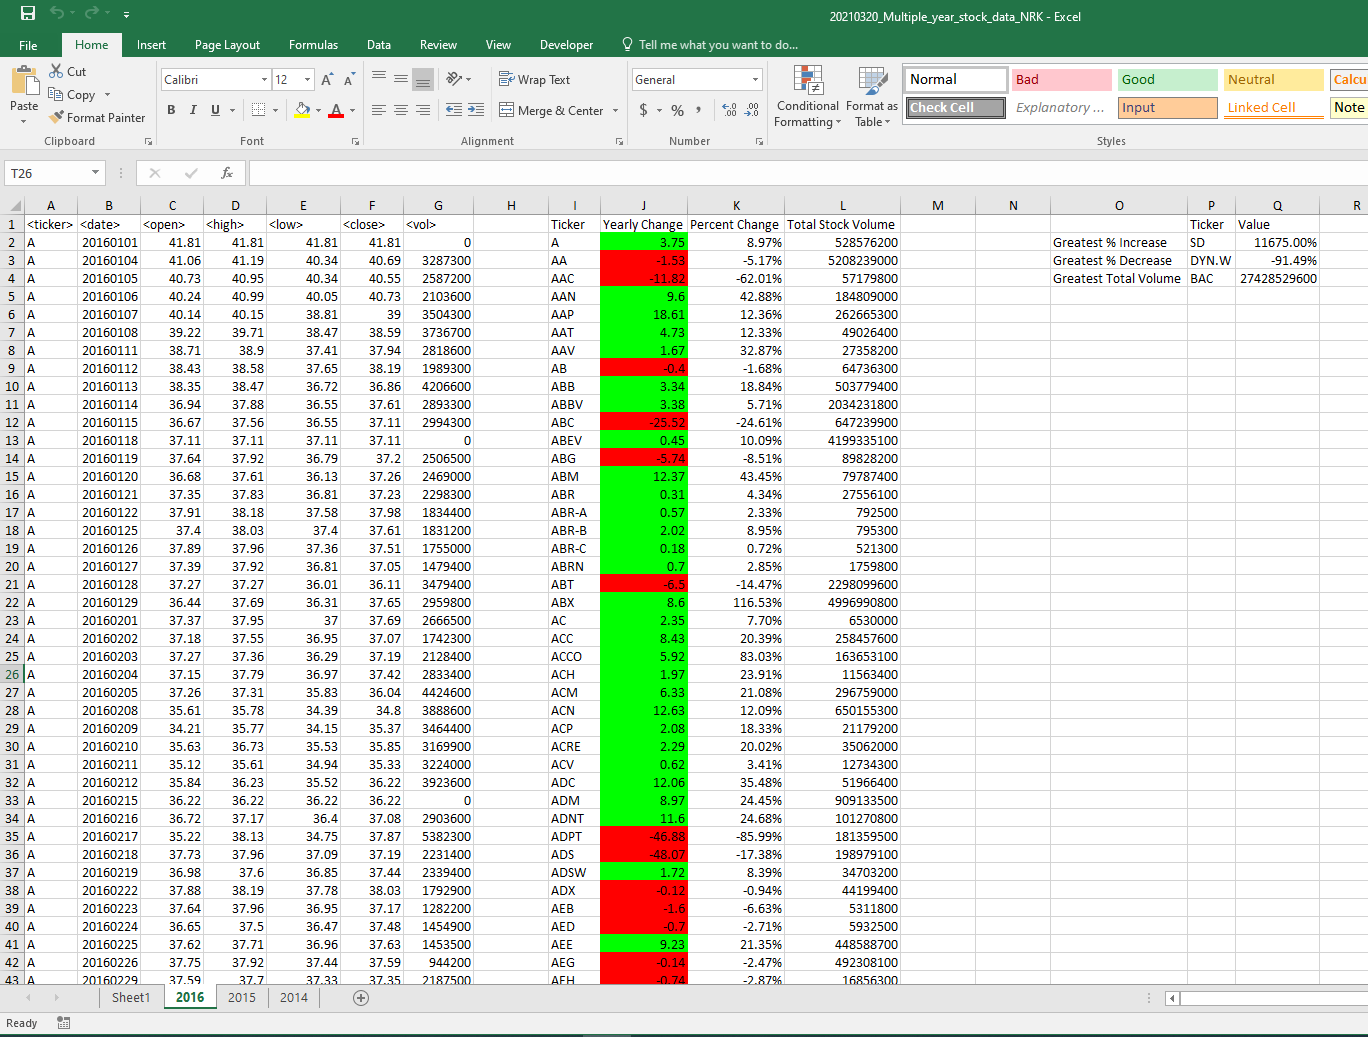 20210320_Multiple_year_stock_data_NRK - Excel
File Home Insert Page Layout Formulas Data Review View Developer Tell me what you want to do...
Cut Calibri 12 A A Wrap Text General Normal Bad Good Neutral Calcu
Paste Copy B I U A Merge & Center $ % , Conditional Formatting Format as Table Check Cell Explanatory ... Input Linked Cell Note
Format Painter
Clipboard Font Alignment Number Styles
T26 fx
A B C D E F G H I J K L M N O P Q R
1 <ticker> <date> <open> <high> <low> <close> <vol> Ticker Yearly Change Percent Change Total Stock Volume Ticker Value
2 A 20160101 41.81 41.81 41.81 41.81 0 A 3.75 8.97% 528576200 Greatest % Increase SD 11675.00%
3 A 20160104 41.06 41.19 40.34 40.69 3287300 AA -1.53 -5.17% 5208239000 Greatest % Decrease DYN.W -91.49%
4 A 20160105 40.73 40.95 40.34 40.55 2587200 AAC -11.82 -62.01% 57179800 Greatest Total Volume BAC 27428529600
5 A 20160106 40.24 40.99 40.05 40.73 2103600 AAN 9.6 42.88% 184809000
6 A 20160107 40.14 40.15 38.81 39 3504300 AAP 18.61 12.36% 262665300
7 A 20160108 39.22 39.71 38.47 38.59 3736700 AAT 4.73 12.33% 49026400
8 A 20160111 38.71 38.9 37.41 37.94 2818600 AAV 1.67 32.87% 27358200
9 A 20160112 38.43 38.58 37.65 38.19 1989300 AB -0.4 -1.68% 64736300
10 A 20160113 38.35 38.47 36.72 36.86 4206600 ABB 3.34 18.84% 503779400
11 A 20160114 36.94 37.88 36.55 37.61 2893300 ABBV 3.38 5.71% 2034231800
12 A 20160115 36.67 37.56 36.55 37.11 2994300 ABC -25.52 -24.61% 647239900
13 A 20160118 37.11 37.11 37.11 37.11 0 ABEV 0.45 10.09% 4199335100
14 A 20160119 37.64 37.92 36.79 37.2 2506500 ABG -5.74 -8.51% 89828200
15 A 20160120 36.68 37.61 36.13 37.26 2469000 ABM 12.37 43.45% 79787400
16 A 20160121 37.35 37.83 36.81 37.23 2298300 ABR 0.31 4.34% 27556100
17 A 20160122 37.91 38.18 37.58 37.98 1834400 ABR-A 0.57 2.33% 792500
18 A 20160125 37.4 38.03 37.4 37.61 1831200 ABR-B 2.02 8.95% 795300
19 A 20160126 37.89 37.96 37.36 37.51 1755000 ABR-C 0.18 0.72% 521300
20 A 20160127 37.39 37.92 36.81 37.05 1479400 ABRN 0.7 2.85% 1759800
21 A 20160128 37.27 37.27 36.01 36.11 3479400 ABT -6.5 -14.47% 2298099600
22 A 20160129 36.44 37.69 36.31 37.65 2959800 ABX 8.6 116.53% 4996990800
23 A 20160201 37.37 37.95 37 37.69 2666500 AC 2.35 7.70% 6530000
24 A 20160202 37.18 37.55 36.95 37.07 1742300 ACC 8.43 20.39% 258457600
25 A 20160203 37.27 37.36 36.29 37.19 2128400 ACCO 5.92 83.03% 163653100
26 A 20160204 37.15 37.79 36.97 37.42 2833400 ACH 1.97 23.91% 11563400
27 A 20160205 37.26 37.31 35.83 36.04 4424600 ACM 6.33 21.08% 296759000
28 A 20160208 35.61 35.78 34.39 34.8 3888600 ACN 12.63 12.09% 650155300
29 A 20160209 34.21 35.77 34.15 35.37 3464400 ACP 2.08 18.33% 21179200
30 A 20160210 35.63 36.73 35.53 35.85 3169900 ACRE 2.29 20.02% 35062000
31 A 20160211 35.12 35.61 34.94 35.33 3224000 ACV 0.62 3.41% 12734300
32 A 20160212 35.84 36.23 35.52 36.22 3923600 ADC 12.06 35.48% 51966400
33 A 20160215 36.22 36.22 36.22 36.22 0 ADM 8.97 24.45% 909133500
34 A 20160216 36.72 37.17 36.4 37.08 2903600 ADNT 11.6 24.68% 101270800
35 A 20160217 35.22 38.13 34.75 37.87 5382300 ADPT -46.88 -85.99% 181359500
36 A 20160218 37.73 37.96 37.09 37.19 2231400 ADS -48.07 -17.38% 198979100
37 A 20160219 36.98 37.6 36.85 37.44 2339400 ADSW 1.72 8.39% 34703200
38 A 20160222 37.88 38.19 37.78 38.03 1792900 ADX -0.12 -0.94% 44199400
39 A 20160223 37.64 37.96 36.95 37.17 1282200 AEB -1.6 -6.63% 5311800
40 A 20160224 36.65 37.5 36.47 37.48 1454900 AED -0.7 -2.71% 5932500
41 A 20160225 37.62 37.71 36.96 37.63 1453500 AEE 9.23 21.35% 448588700
42 A 20160226 37.75 37.92 37.44 37.59 944200 AEG -0.14 -2.47% 492308100
43 A 20160229 37.59 37.7 37.33 37.35 2187500 AEH -0.74 -2.87% 16856300
Sheet1 2016 2015 2014
Ready